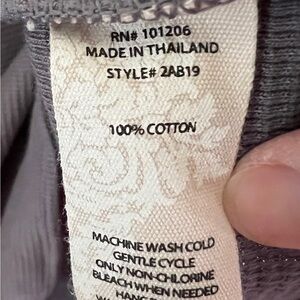 RN# 101206
MADE IN THAILAND
STYLE# 2AB19
100% COTTON
MACHINE WASH COLD
GENTLE CYCLE
ONLY NON-CHLORINE
BLEACH WHEN NEEDED
HANG